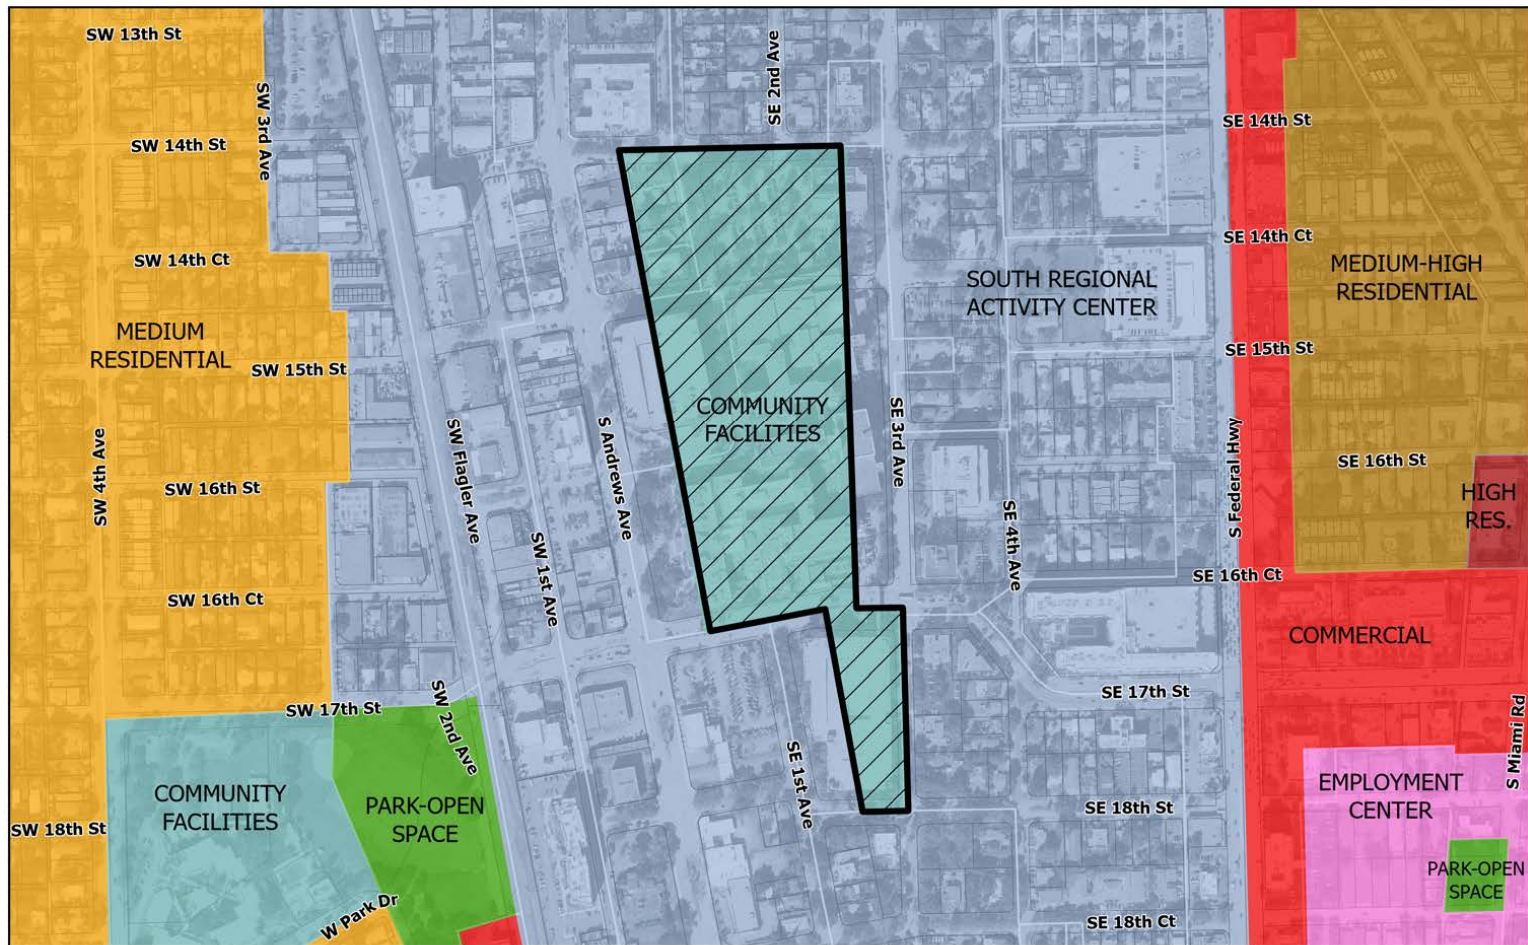 SW 13th St
SE 2nd Ave
SW 3rd Ave
SE 14th St
SW 14th St
SE 14th Ct
SW 14th Ct
MEDIUM-HIGH
RESIDENTIAL
SOUTH REGIONAL
ACTIVITY CENTER
MEDIUM
RESIDENTIAL
SE 15th St
SW 15th St
COMMUNITY
FACILITIES
SE 3rd Ave
S Andrews Ave
SW Flagler Ave
SW 4th Ave
S Federal Hwy
SE 16th St
SW 16th St
HIGH
RES.
SE 4th Ave
SW 1st Ave
SE 16th Ct
SW 16th Ct
COMMERCIAL
SE 17th St
SW 17th St
SW 2nd Ave
S Miami Rd
SE 1st Ave
EMPLOYMENT
CENTER
COMMUNITY
FACILITIES
PARK-OPEN
SPACE
SE 18th St
SW 18th St
PARK-OPEN
SPACE
W Park Dr
SE 18th Ct